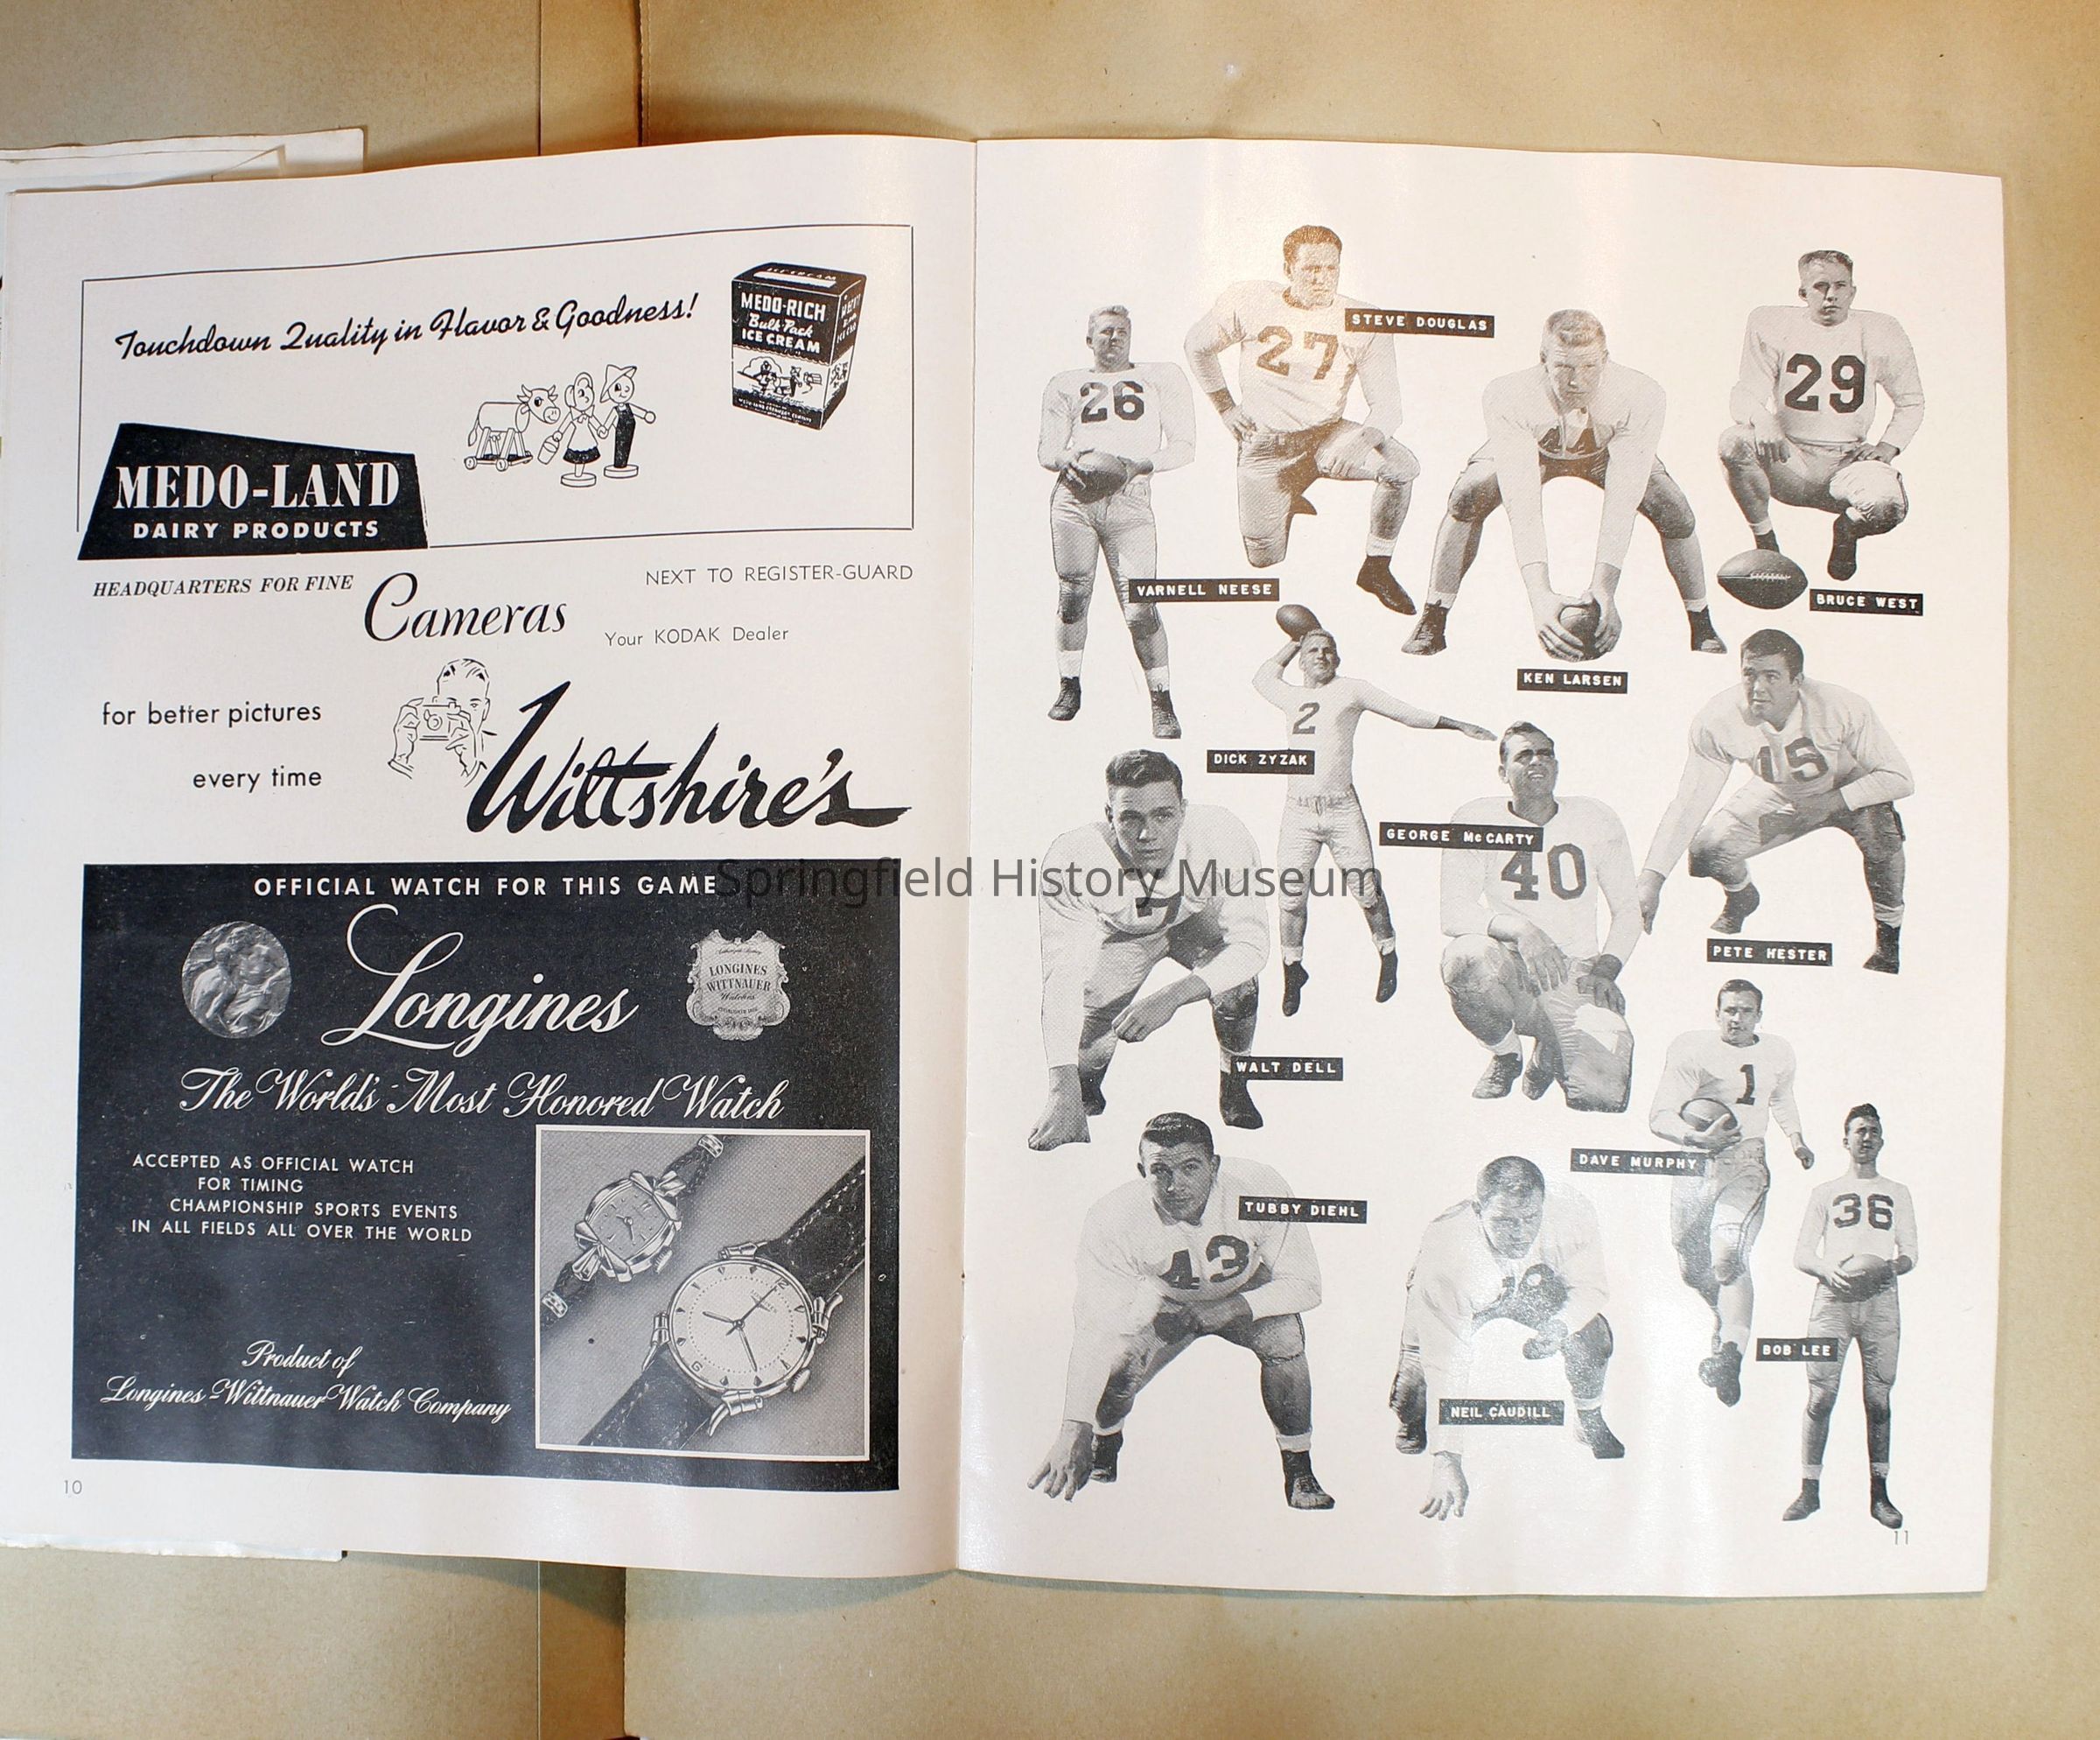 Touchdown Quality in Flavor & Goodness!
ICE CREAM
MEDO-RICH
Bulk-Pack
ICE CREAM
MEDO-LAND
DAIRY PRODUCTS
HEADQUARTERS FOR FINE
Cameras
NEXT TO REGISTER-GUARD
Your KODAK Dealer
for better pictures
every time
Wiltshire's
OFFICIAL WATCH FOR THIS GAME
Longines
LONGINES
WITTNAUER
Watches
The World's Most Honored Watch
ACCEPTED AS OFFICIAL WATCH
FOR TIMING
CHAMPIONSHIP SPORTS EVENTS
IN ALL FIELDS ALL OVER THE WORLD
Product of
Longines-Wittnauer Watch Company
10
Springfield History Museum
27
STEVE DOUGLAS
26
29
44
VARNELL NEESE
BRUCE WEST
KEN LARSEN
2
DICK ZYZAK
15
GEORGE McCARTY
40
7
PETE HESTER
WALT DELL
1
DAVE MURPHY
TUBBY DIEHL
36
43
BOB LEE
NEIL CAUDILL
11